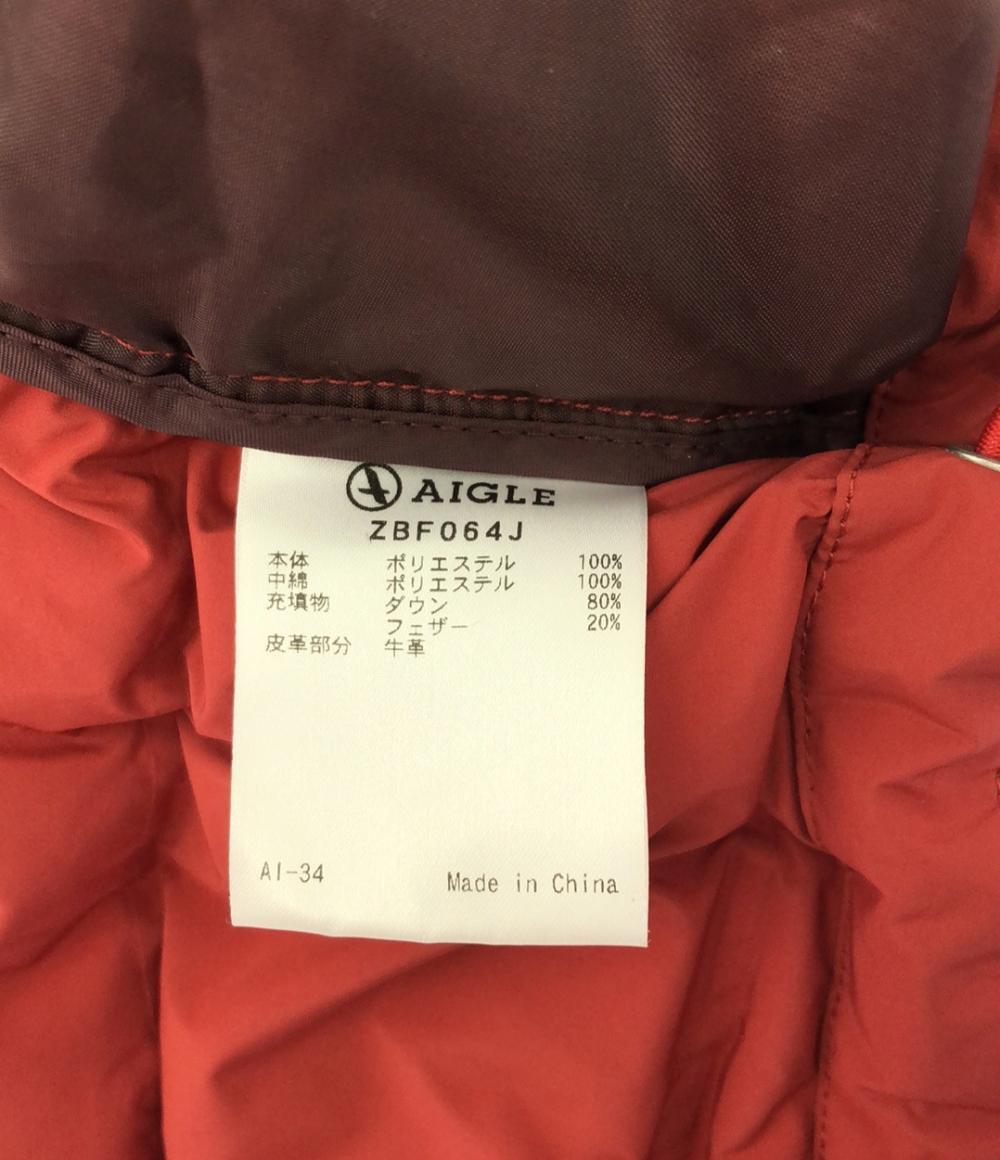 AIGLE
ZBF064J
本体 ポリエステル 100%
中綿 ポリエステル 100%
充填物 ダウン 80%
フェザー 20%
皮革部分 牛革
AI-34 Made in China